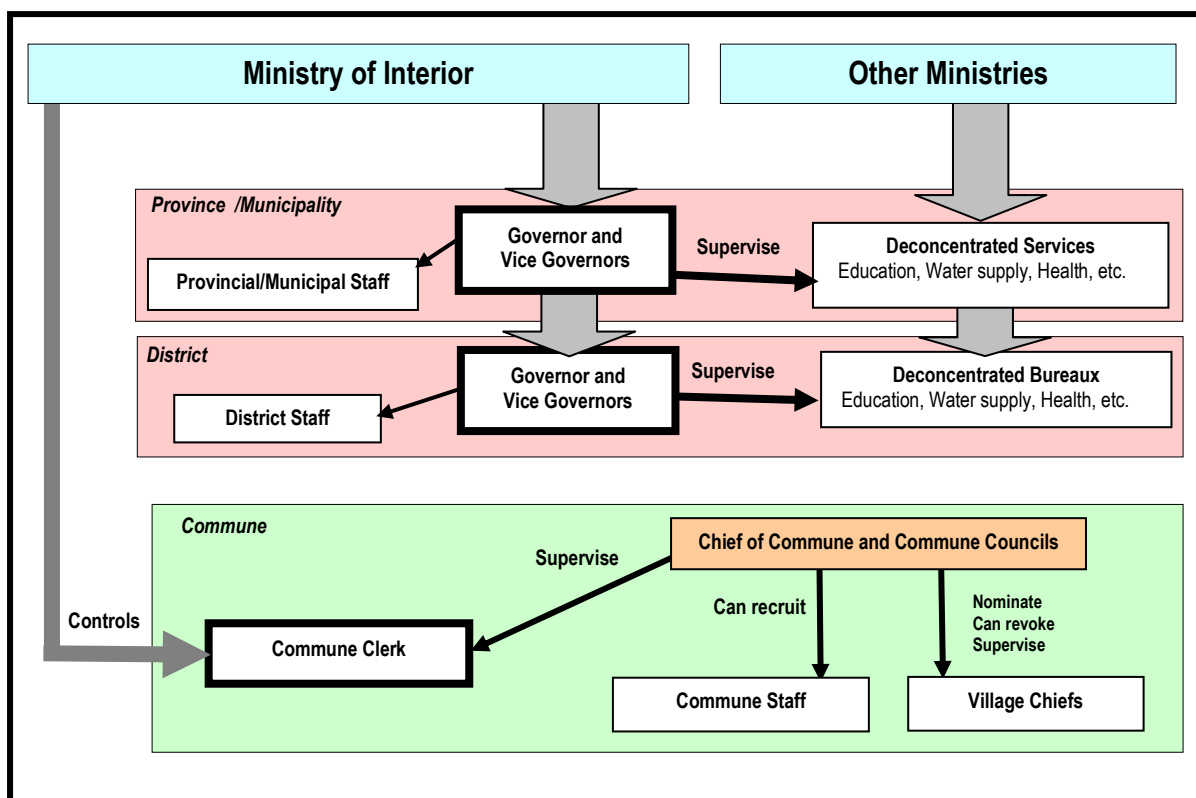 Ministry of Interior
Other Ministries
Province /Municipality
Governor and
Vice Governors
Supervise
Deconcentrated Services
Education, Water supply, Health, etc.
Provincial/Municipal Staff
District
Governor and
Vice Governors
Supervise
Deconcentrated Bureaux
Education, Water supply, Health, etc.
District Staff
Commune
Chief of Commune and Commune Councils
Supervise
Can recruit
Nominate
Can revoke
Supervise
Controls
Commune Clerk
Commune Staff
Village Chiefs